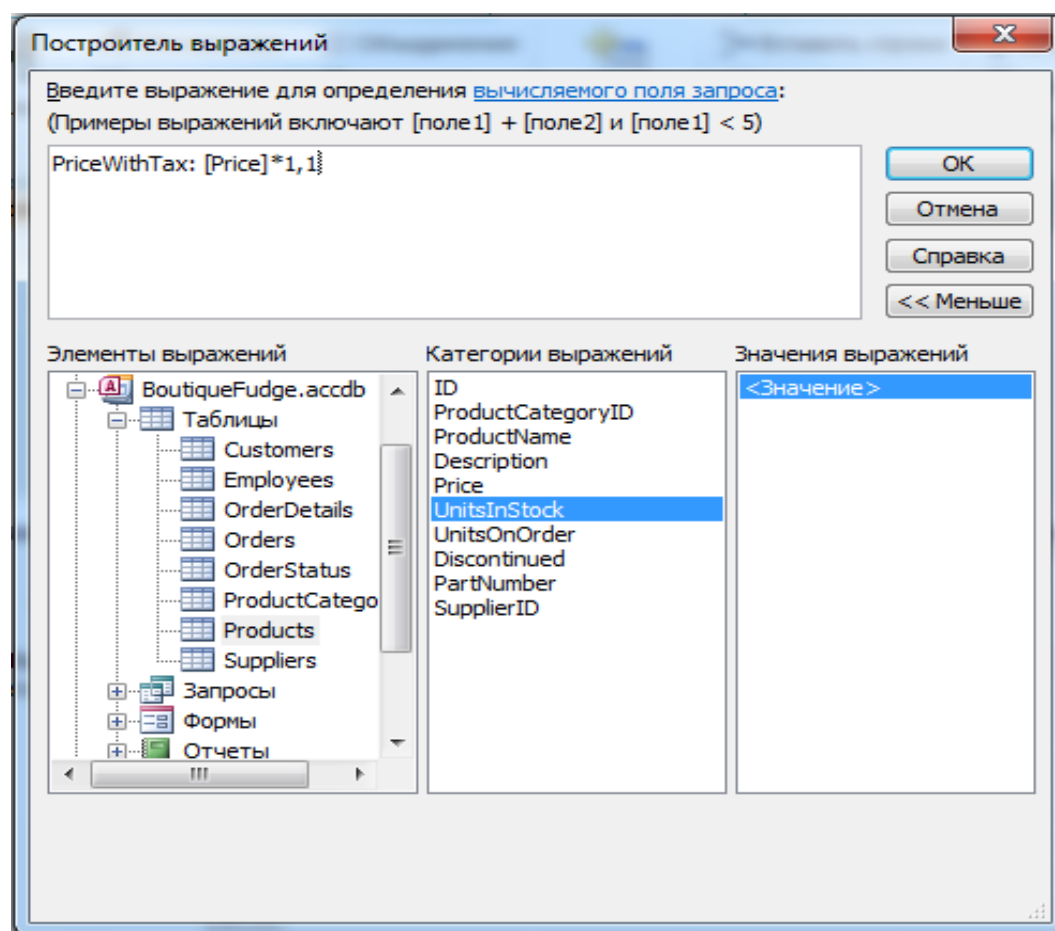 Построитель выражений
Введите выражение для определения вычисляемого поля запроса:
(Примеры выражений включают [поле1] + [поле2] и [поле1] < 5)
PriceWithTax: [Price]*1,1
OK
Отмена
Справка
<< Меньше
Элементы выражений
BoutiqueFudge.accdb
Таблицы
Customers
Employees
OrderDetails
Orders
OrderStatus
ProductCatego
Products
Suppliers
Запросы
Формы
Отчеты
Категории выражений
ID
ProductCategoryID
ProductName
Description
Price
UnitsInStock
UnitsOnOrder
Discontinued
PartNumber
SupplierID
Значения выражений
<Значение>